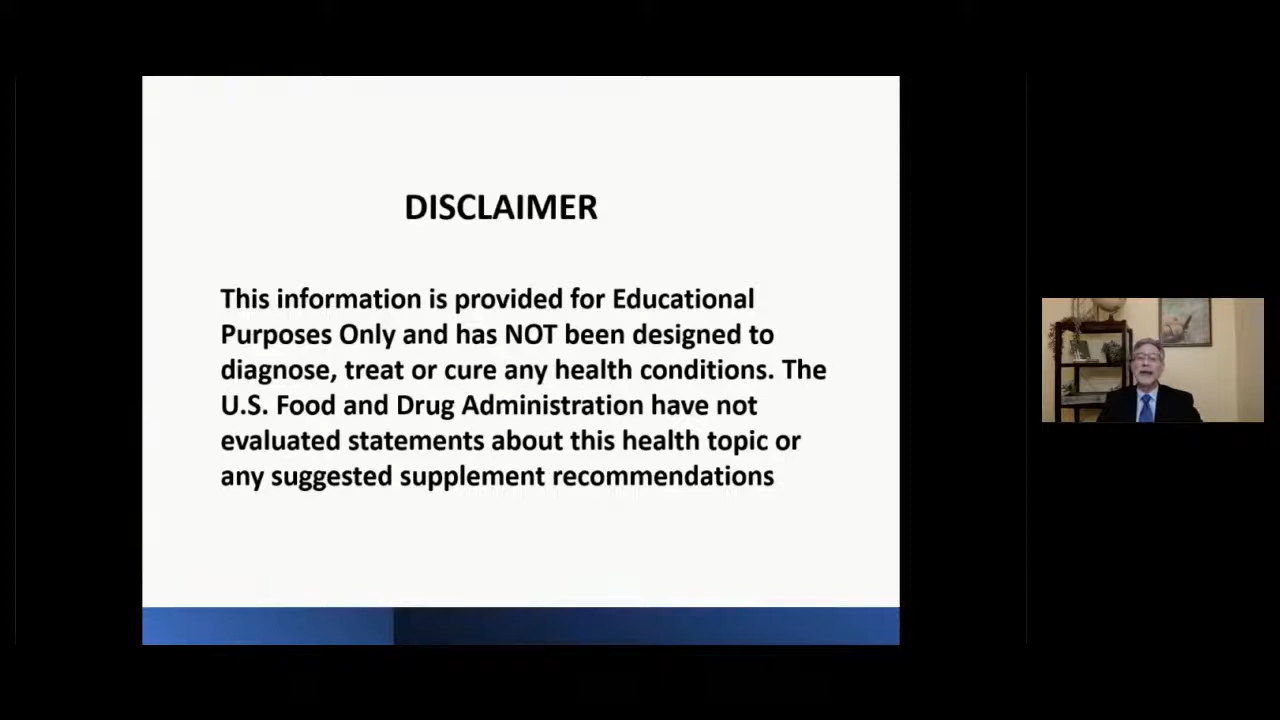 DISCLAIMER
This information is provided for Educational
Purposes Only and has NOT been designed to
diagnose, treat or cure any health conditions. The
U.S. Food and Drug Administration have not
evaluated statements about this health topic or
any suggested supplement recommendations